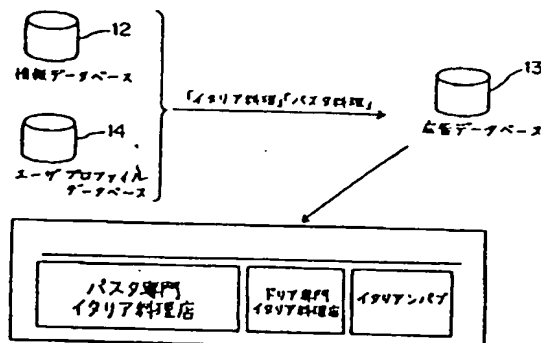 12
情報データベース
14
ユーザプロファイル
データベース
「イタリア料理」「パスタ料理」
13
広告データベース
パスタ専門
イタリア料理店
ドリア専門
イタリア料理店
イタリアンパブ